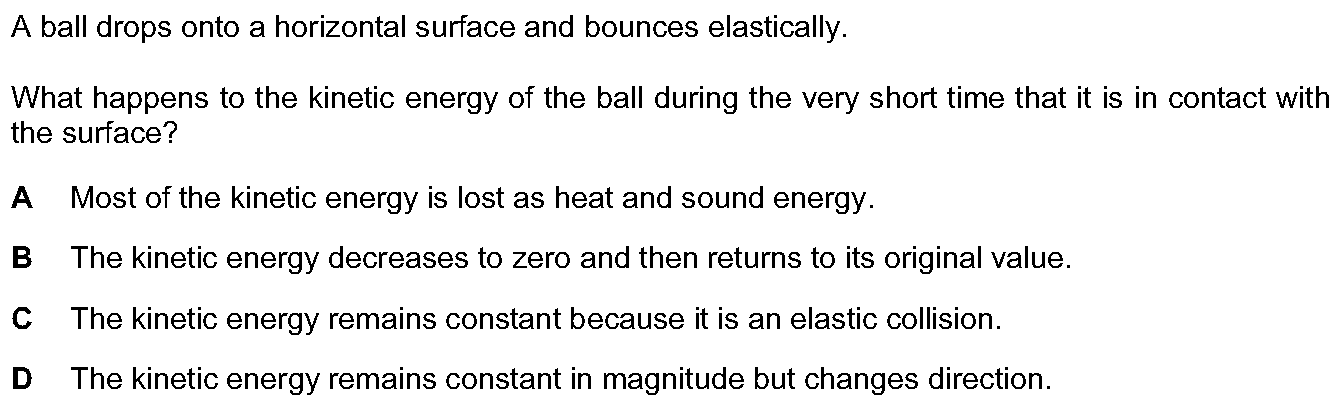 A ball drops onto a horizontal surface and bounces elastically.
What happens to the kinetic energy of the ball during the very short time that it is in contact with
the surface?
A Most of the kinetic energy is lost as heat and sound energy.
B The kinetic energy decreases to zero and then returns to its original value.
C The kinetic energy remains constant because it is an elastic collision.
D The kinetic energy remains constant in magnitude but changes direction.